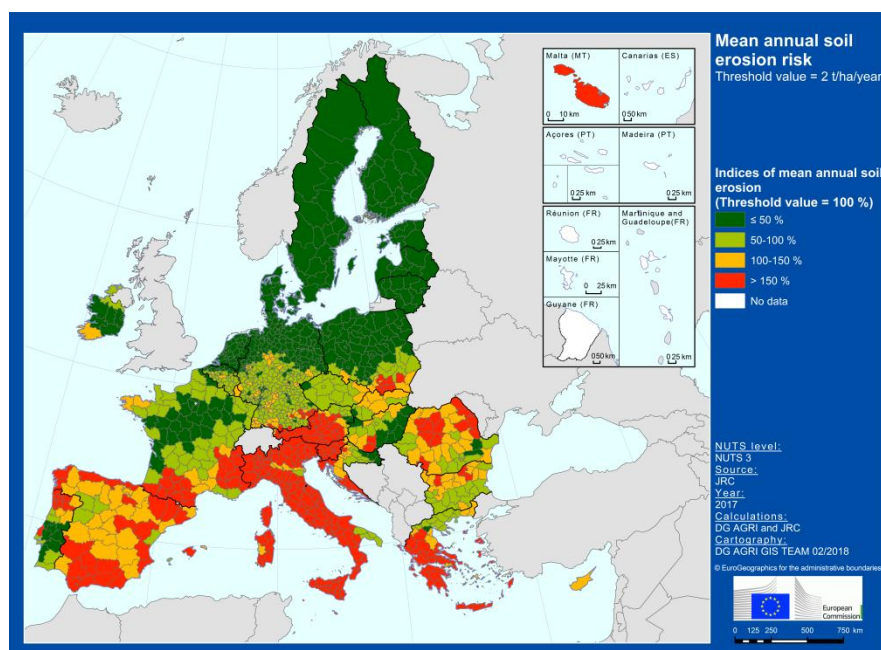 Mean annual soil
erosion risk
Threshold value = 2 t/ha/year
Malta (MT)
0 10 km
Canarias (ES)
0 50 km
Açores (PT)
0 25 km
Madeira (PT)
0 25 km
Réunion (FR)
0 25 km
Martinique and
Guadeloupe(FR)
0 25 km
Mayotte (FR)
0 25 km
Guyane (FR)
0 50 km
Indices of mean annual soil
erosion
(Threshold value = 100 %)
≤ 50 %
50-100 %
100-150 %
> 150 %
No data
NUTS level:
NUTS 3
Source:
JRC
Year:
2017
Calculations:
DG AGRI and JRC
Cartography:
DG AGRI GIS TEAM 02/2018
© EuroGeographics for the administrative boundaries
European
Commission
0 125 250 500 750 km